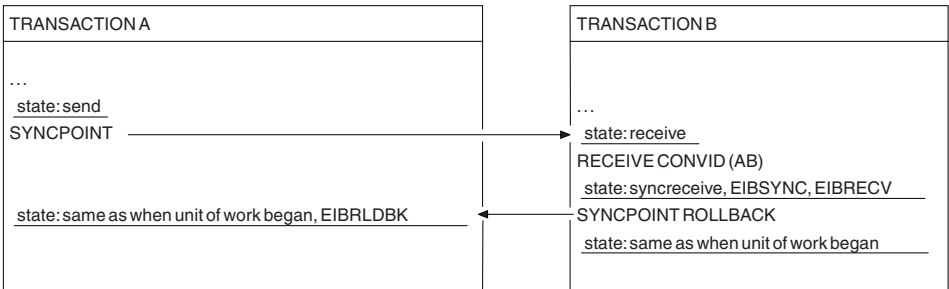 TRANSACTION A
...
state: send
SYNCPOINT
state: same as when unit of work began, EIBRLDBK
TRANSACTION B
...
state: receive
RECEIVE CONVID (AB)
state: syncreceive, EIBSYNC, EIBRECV
SYNCPOINT ROLLBACK
state: same as when unit of work began